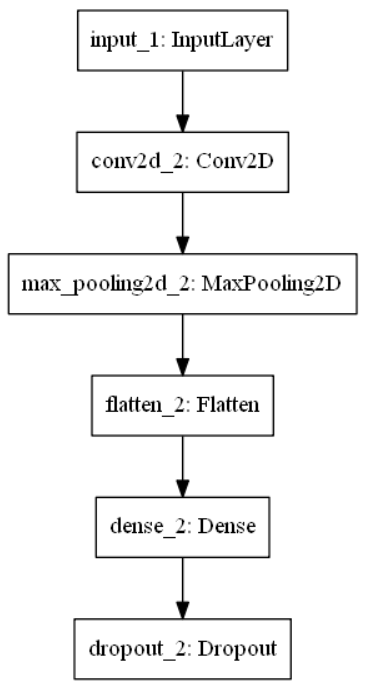 input_1: InputLayer
conv2d_2: Conv2D
max_pooling2d_2: MaxPooling2D
flatten_2: Flatten
dense_2: Dense
dropout_2: Dropout